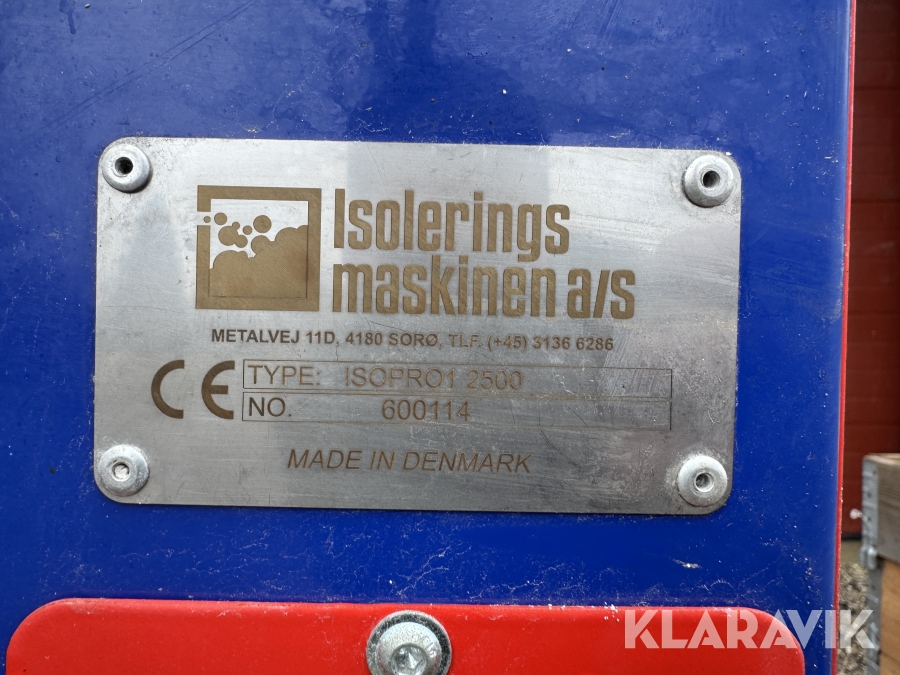 Isolerings
maskinen a/s
METALVEJ 11D, 4180 SORØ, TLF. (+45) 3136 6286
CE
TYPE: ISOPRO1 2500
NO. 600114
MADE IN DENMARK
KLARAVIK